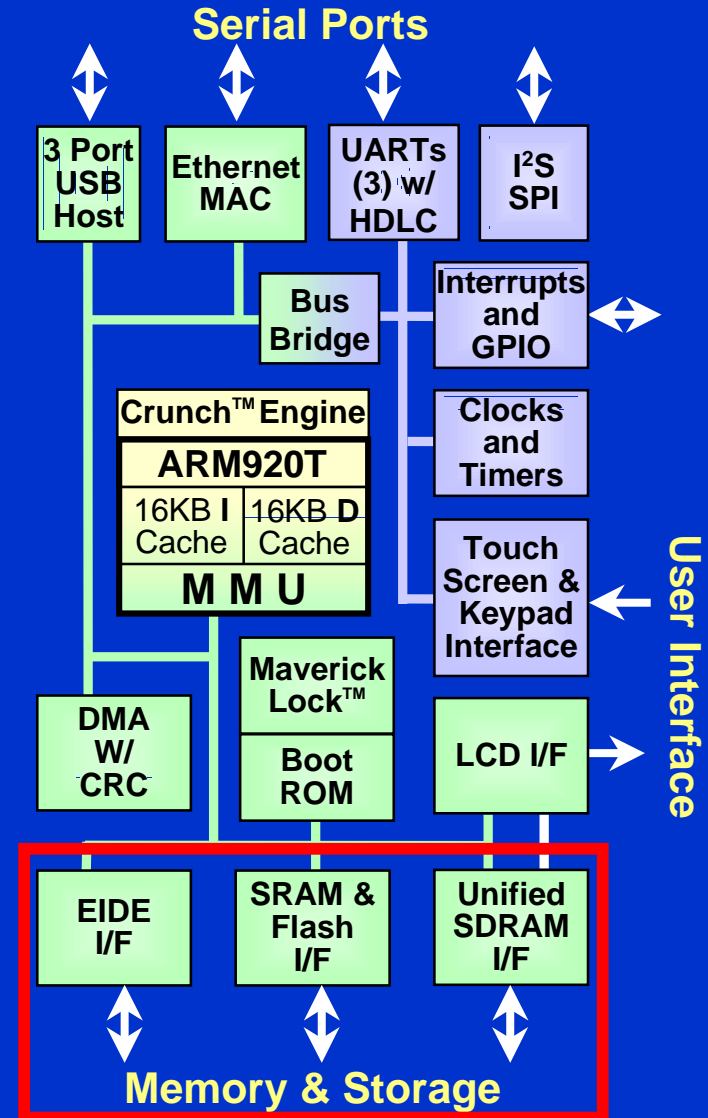 Serial Ports
3 Port
USB
Host
Ethernet
MAC
UARTs
(3) w/
HDLC
I²S
SPI
Bus
Bridge
Interrupts
and
GPIO
Crunch™ Engine
ARM920T
16KB I
Cache
16KB D
Cache
M M U
Clocks
and
Timers
Touch
Screen &
Keypad
Interface
User Interface
Maverick
Lock™
Boot
ROM
DMA
W/
CRC
LCD I/F
EIDE
I/F
SRAM &
Flash
I/F
Unified
SDRAM
I/F
Memory & Storage